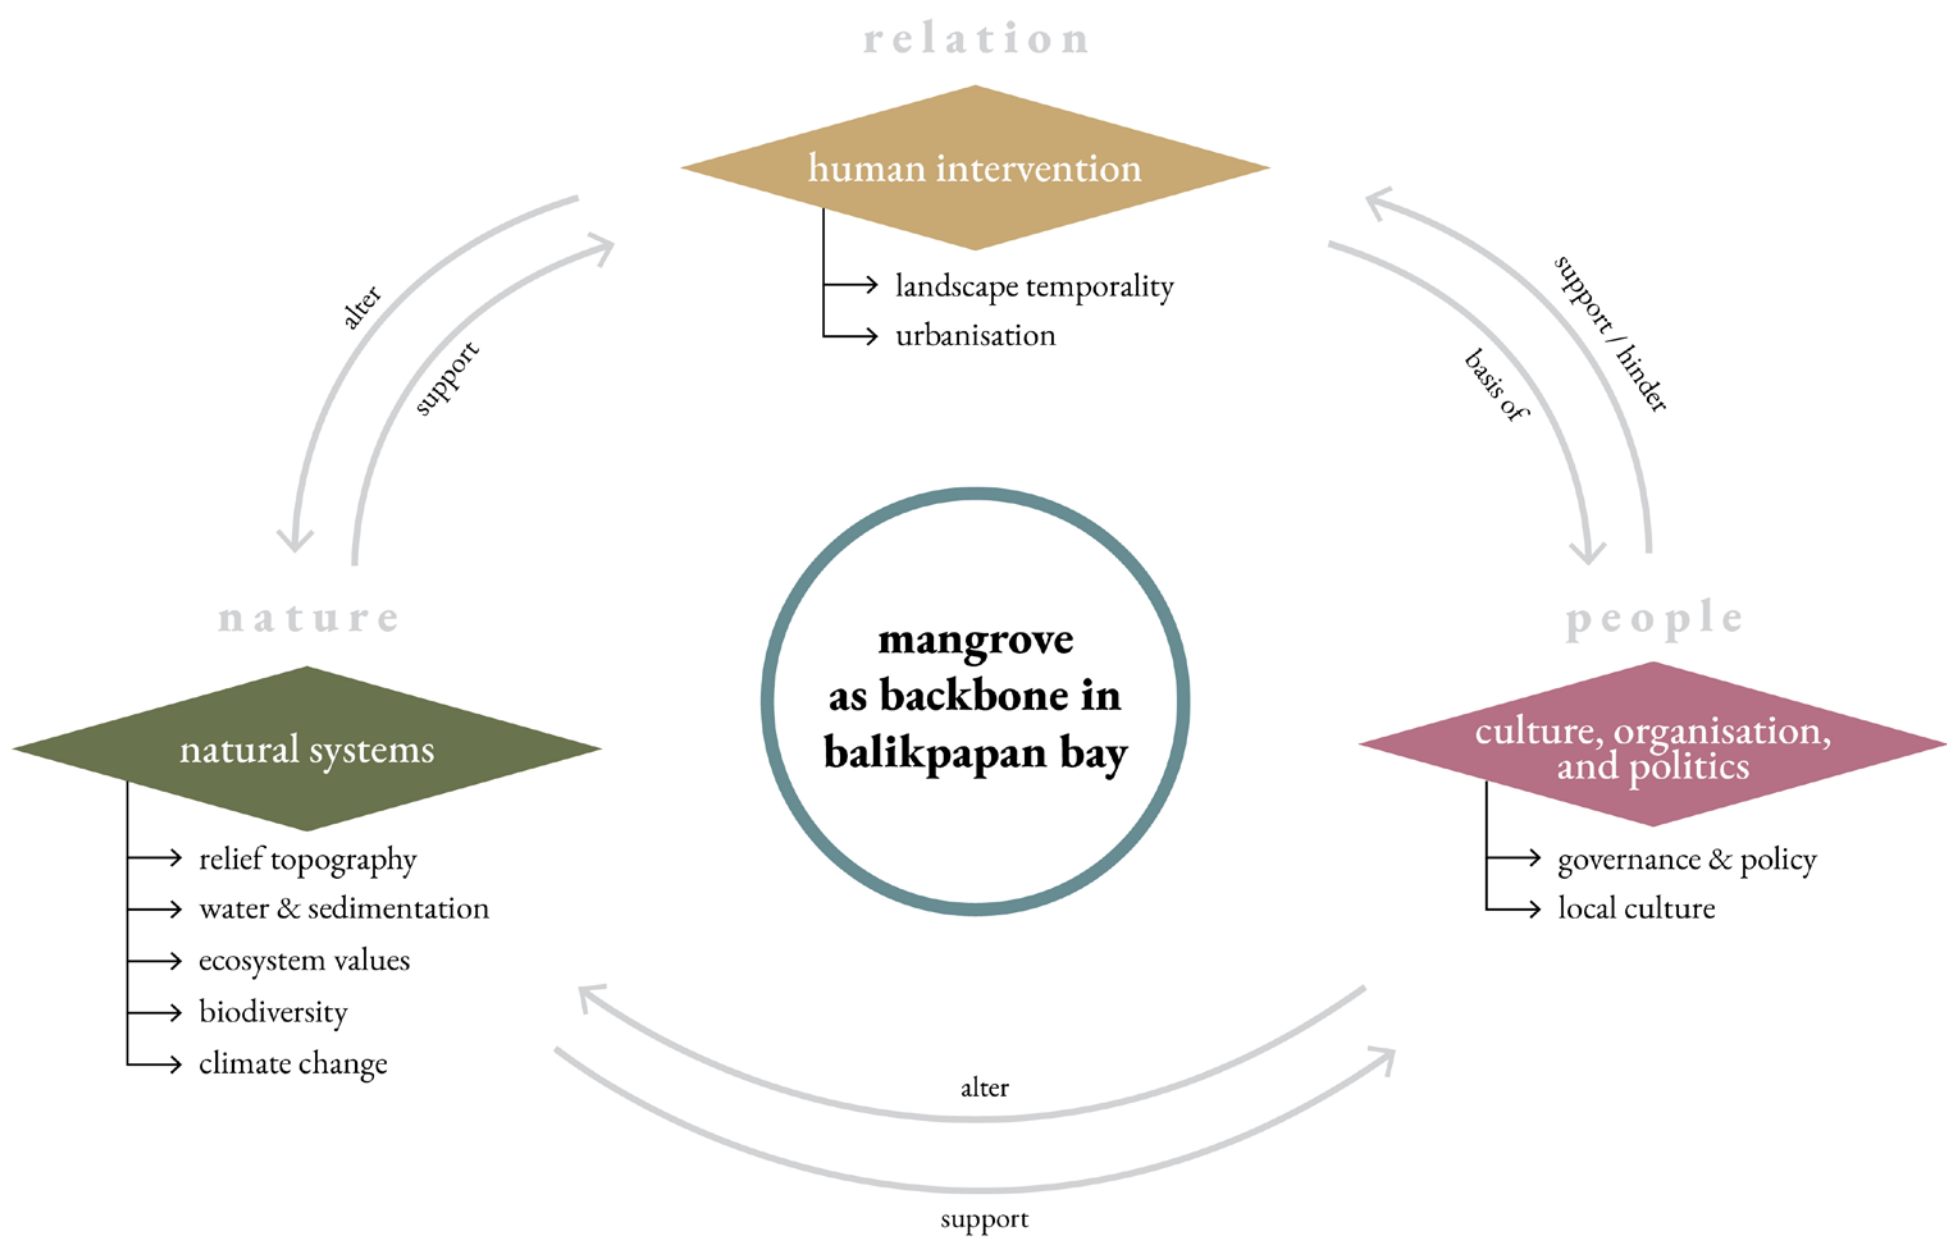 relation
human intervention
landscape temporality
urbanisation
alter
support
support / hinder
basis of
nature
natural systems
relief topography
water & sedimentation
ecosystem values
biodiversity
climate change
mangrove
as backbone in
balikpapan bay
people
culture, organisation,
and politics
governance & policy
local culture
alter
support